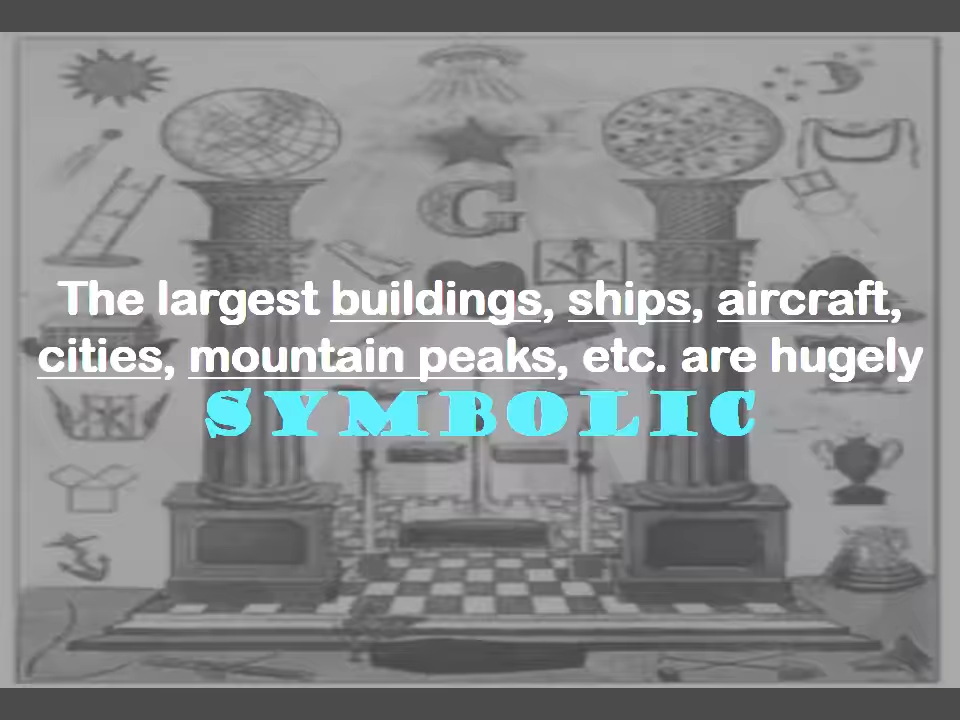 G
The largest buildings, ships, aircraft,
cities, mountain peaks, etc. are hugely
SYMBOLIC